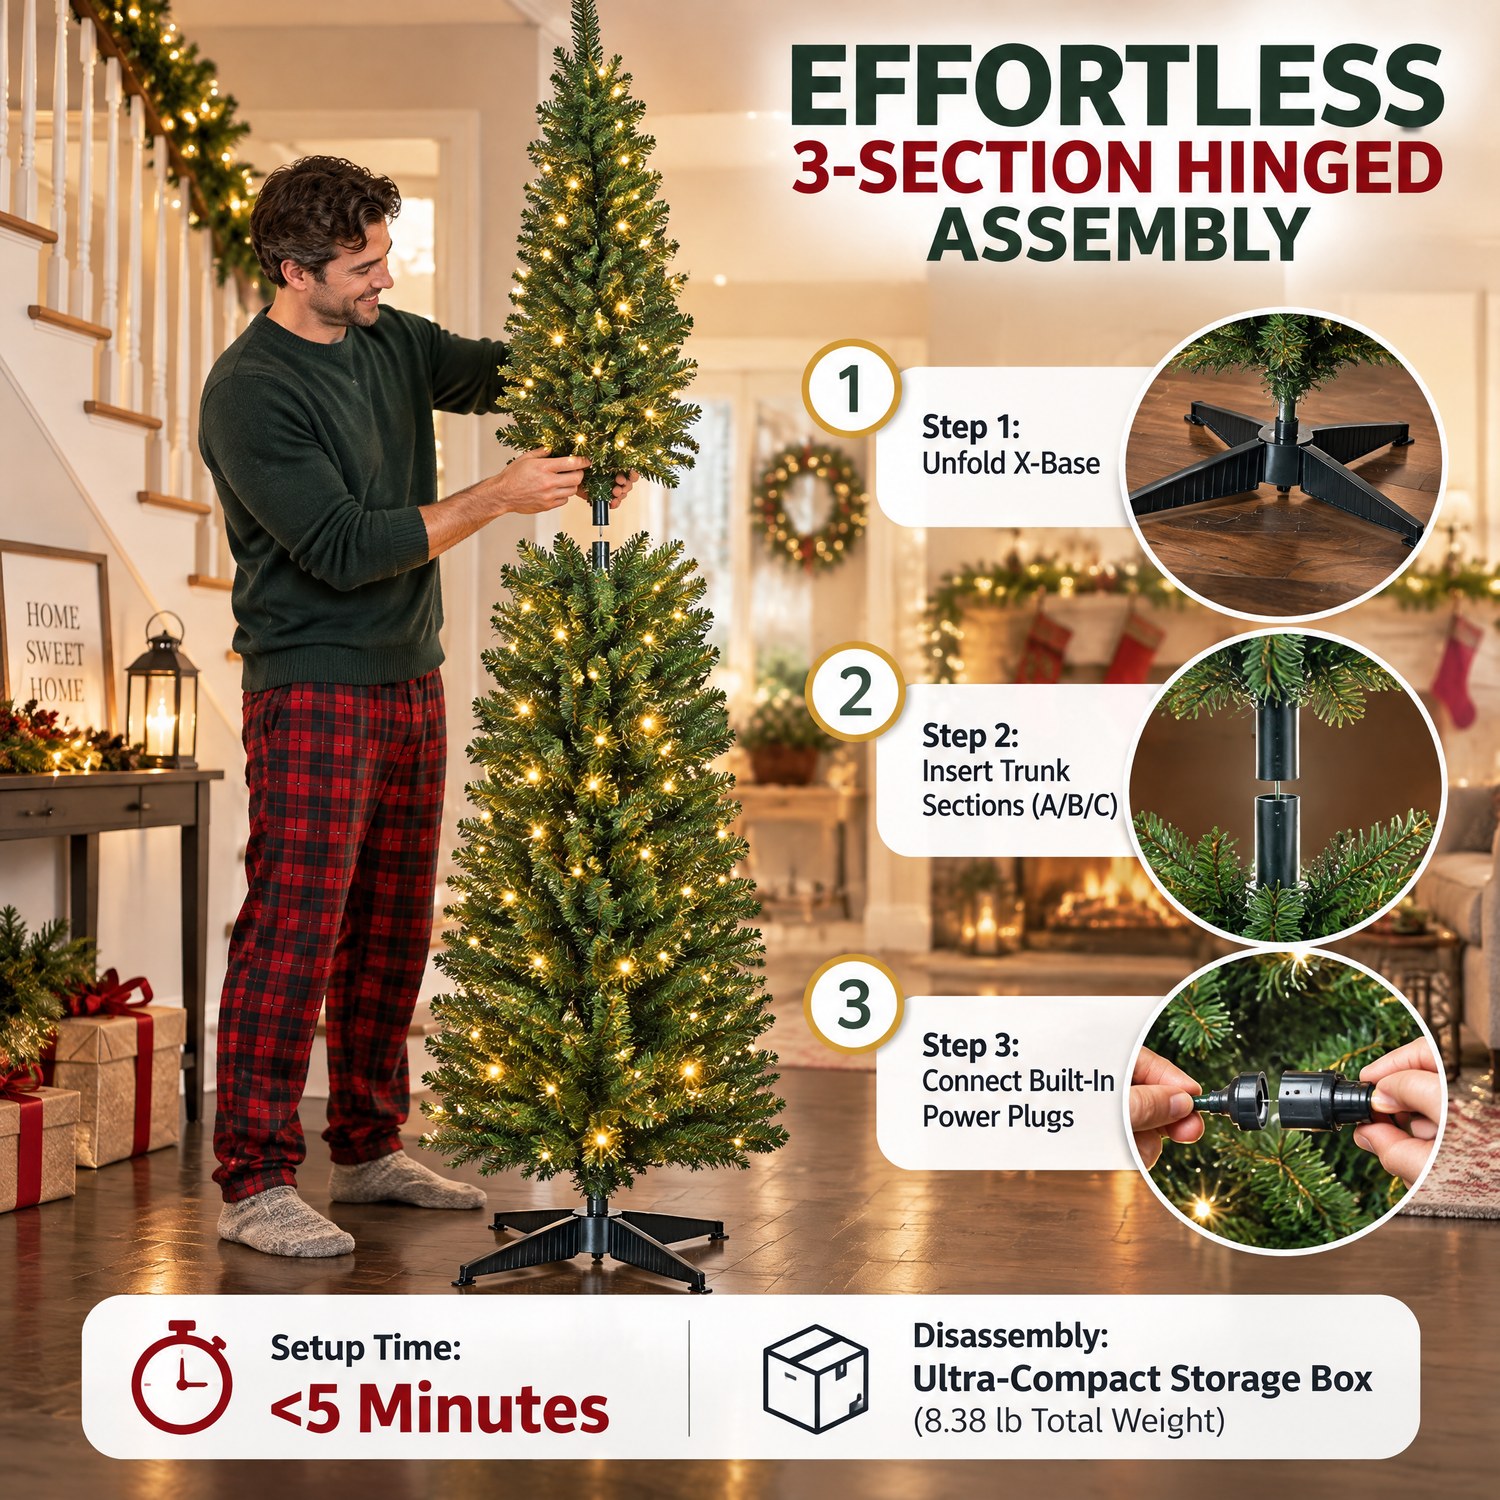 EFFORTLESS
3-SECTION HINGED
ASSEMBLY
1
Step 1:
Unfold X-Base
2
Step 2:
Insert Trunk
Sections (A/B/C)
3
Step 3:
Connect Built-In
Power Plugs
HOME
SWEET
HOME
Setup Time:
<5 Minutes
Disassembly:
Ultra-Compact Storage Box
(8.38 lb Total Weight)